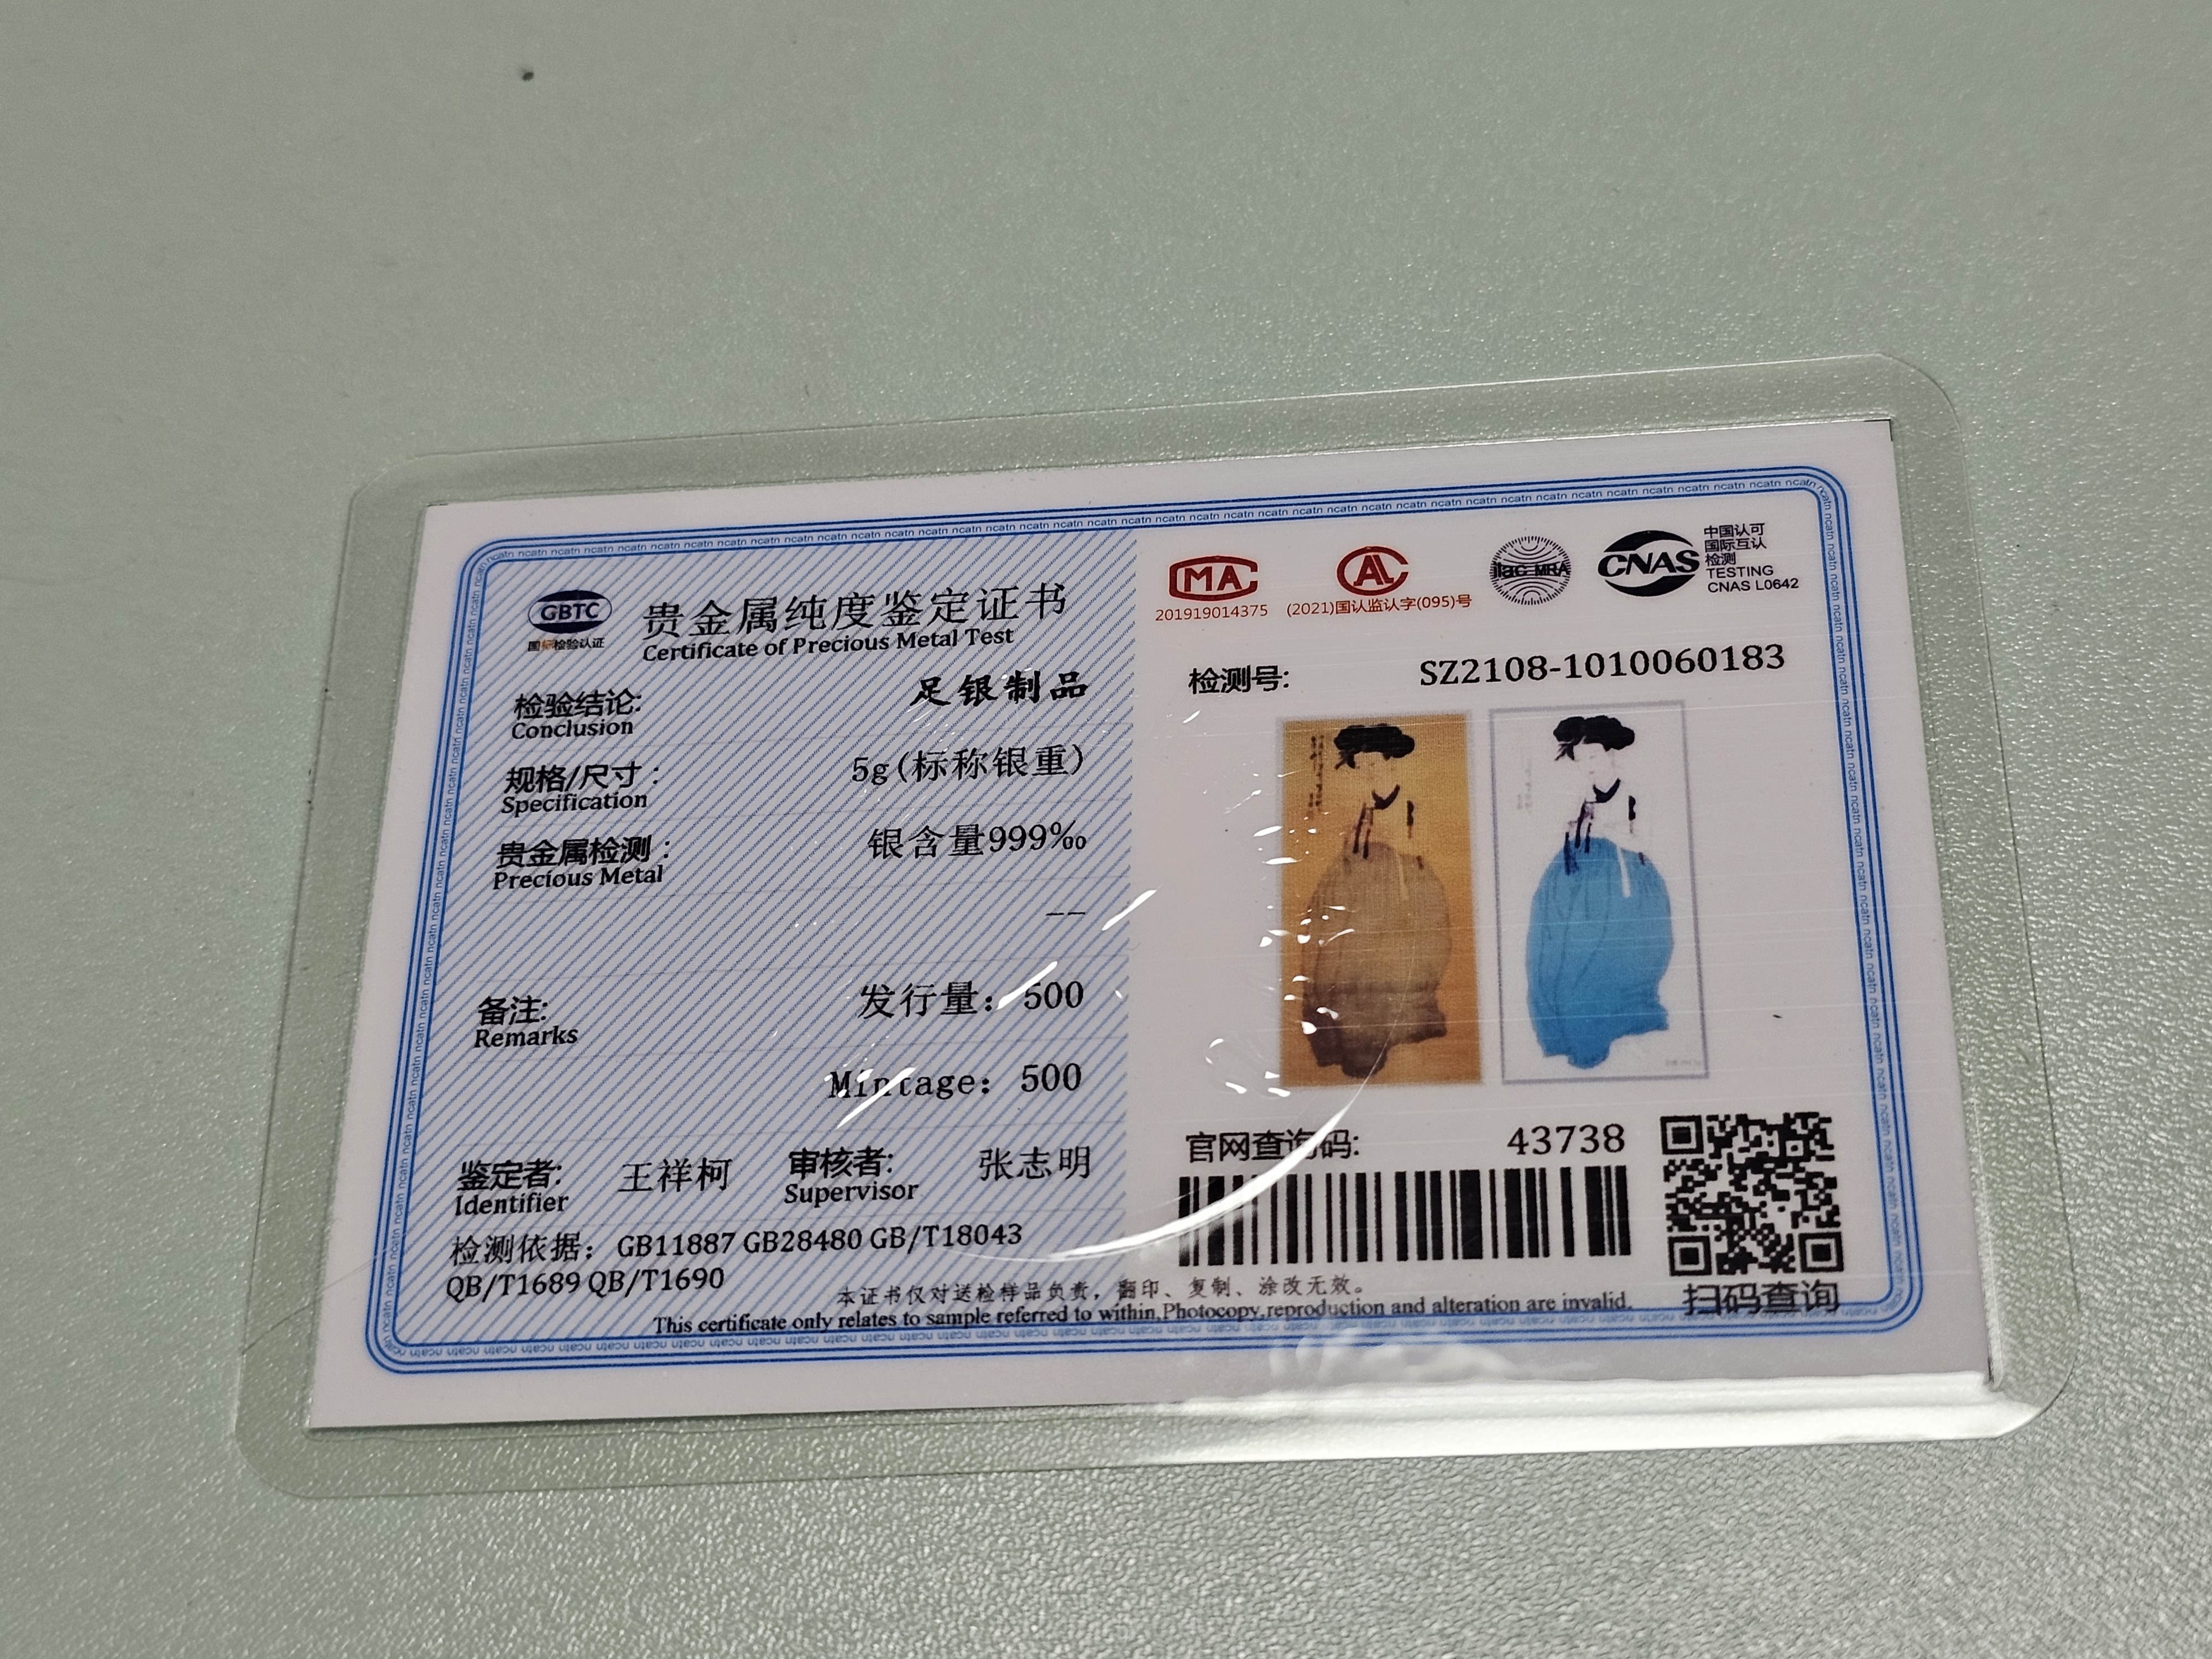 GBTC
国标检验认证
贵金属纯度鉴定证书
Certificate of Precious Metal Test
检验结论:
Conclusion
足银制品
规格/尺寸:
Specification
5g(标称银重)
贵金属检测:
Precious Metal
银含量999‰
--
备注:
Remarks
发行量: 500
Mintage: 500
鉴定者:
Identifier
王祥柯
审核者:
Supervisor
张志明
检测依据: GB11887 GB28480 GB/T18043
QB/T1689 QB/T1690
本证书仅对送检样品负责，翻印、复制、涂改无效。
This certificate only relates to sample referred to within,Photocopy,reproduction and alteration are invalid.
MA
201919014375
AL
(2021)国认监认字(095)号
ilac-MRA
CNAS
中国认可
国际互认
检测
TESTING
CNAS L0642
检测号:
SZ2108-1010060183
官网查询码:
43738
扫码查询